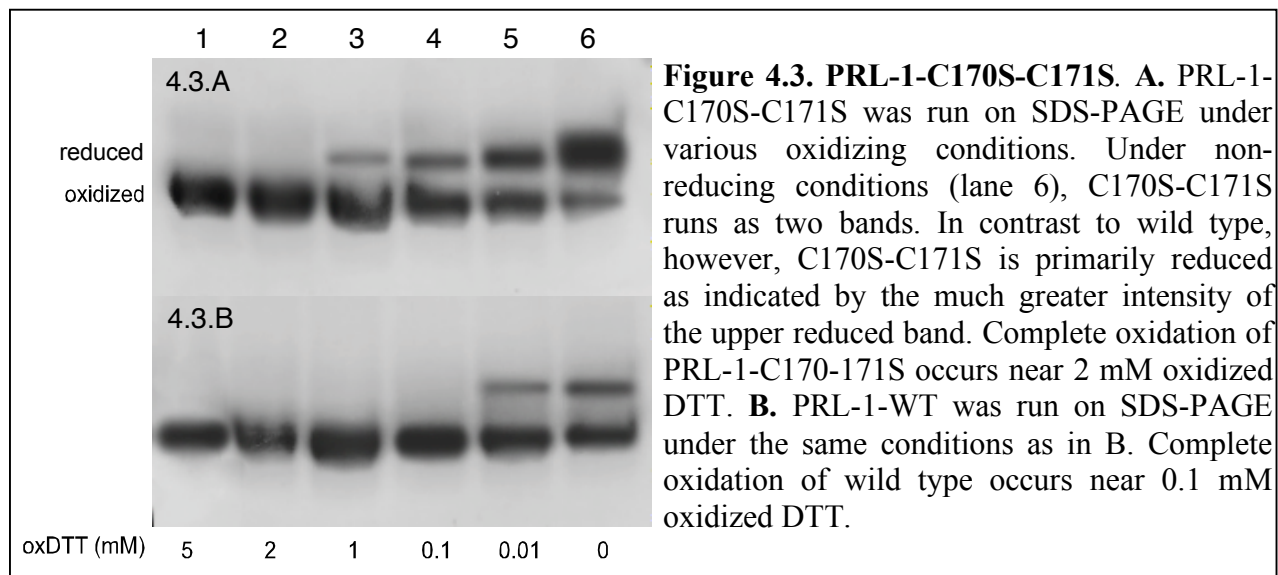 1 2 3 4 5 6
4.3.A
reduced
oxidized
4.3.B
oxDTT (mM) 5 2 1 0.1 0.01 0
Figure 4.3. PRL-1-C170S-C171S. A. PRL-1-
C170S-C171S was run on SDS-PAGE under
various oxidizing conditions. Under non-
reducing conditions (lane 6), C170S-C171S
runs as two bands. In contrast to wild type,
however, C170S-C171S is primarily reduced
as indicated by the much greater intensity of
the upper reduced band. Complete oxidation of
PRL-1-C170-171S occurs near 2 mM oxidized
DTT. B. PRL-1-WT was run on SDS-PAGE
under the same conditions as in B. Complete
oxidation of wild type occurs near 0.1 mM
oxidized DTT.